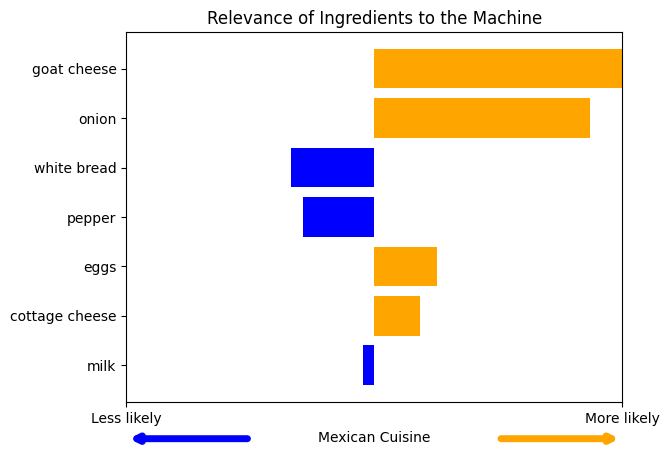 Relevance of Ingredients to the Machine
goat cheese
onion
white bread
pepper
eggs
cottage cheese
milk
Less likely
More likely
Mexican Cuisine